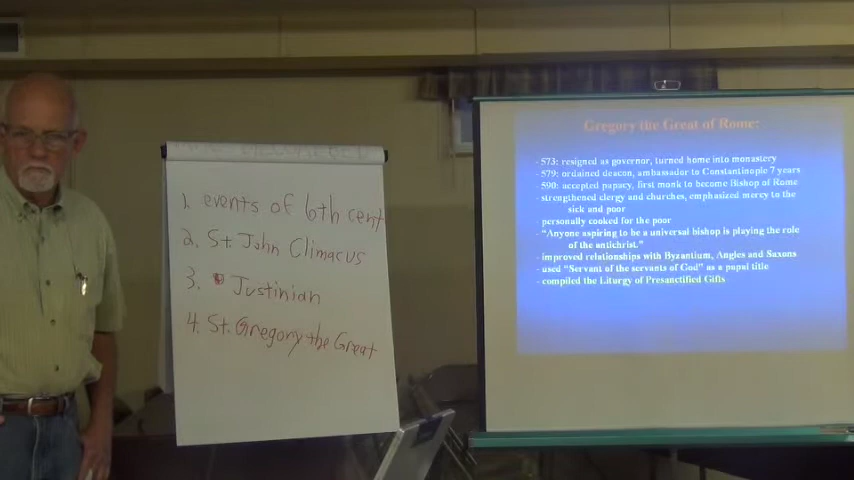 1. events of 6th cent
2. St John Climacus
3. Justinian
4. St. Gregory the Great
Gregory the Great of Rome:
- 573: resigned as governor, turned home into monastery
- 579: ordained deacon, ambassador to Constantinople 7 years
- 590: accepted papacy, first monk to become Bishop of Rome
- strengthened clergy and churches, emphasized mercy to the
sick and poor
personally cooked for the poor
- "Anyone aspiring to be a universal bishop is playing the role
of the antichrist."
- improved relationships with Byzantium, Angles and Saxons
- used "Servant of the servants of God" as a papal title
- compiled the Liturgy of Presanctified Gifts